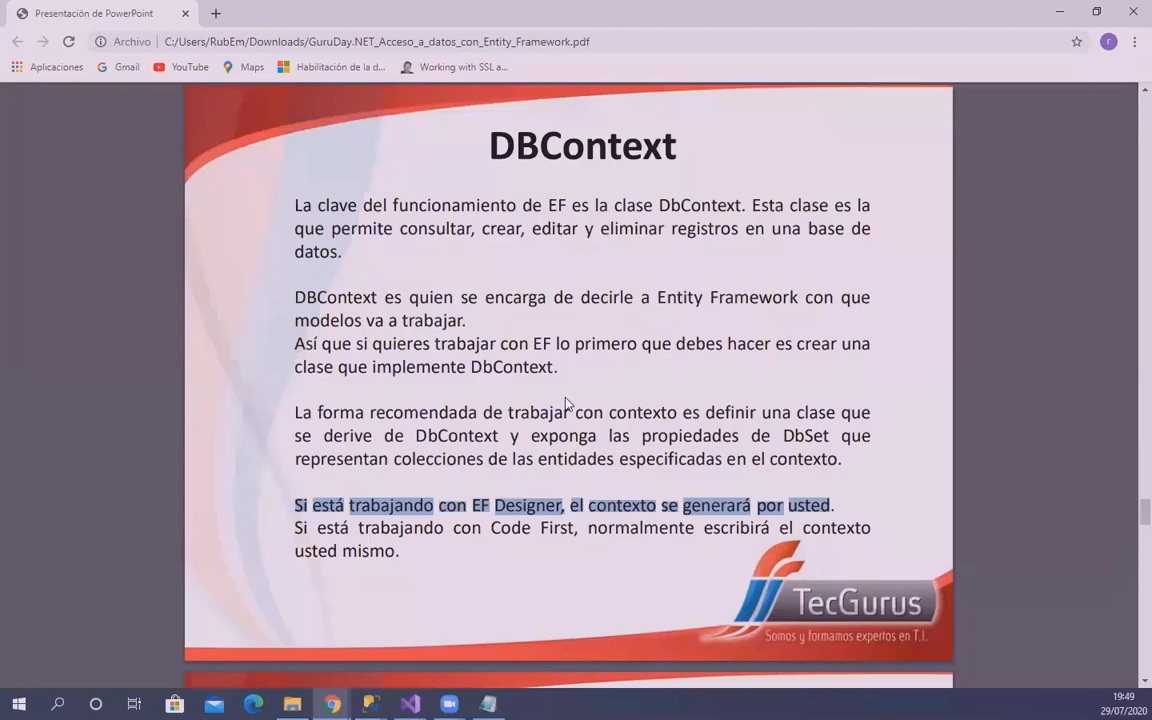 Presentación de PowerPoint
Archivo
C:/Users/RubEm/Downloads/GuruDay.NET_Acceso_a_datos_con_Entity_Framework.pdf
r
Aplicaciones
Gmail
YouTube
Maps
Habilitación de la d...
Working with SSL a...
DBContext
La clave del funcionamiento de EF es la clase DbContext. Esta clase es la
que permite consultar, crear, editar y eliminar registros en una base de
datos.
DBContext es quien se encarga de decirle a Entity Framework con que
modelos va a trabajar.
Así que si quieres trabajar con EF lo primero que debes hacer es crear una
clase que implemente DbContext.
La forma recomendada de trabajar con contexto es definir una clase que
se derive de DbContext y exponga las propiedades de DbSet que
representan colecciones de las entidades especificadas en el contexto.
Si está trabajando con EF Designer, el contexto se generará por usted.
Si está trabajando con Code First, normalmente escribirá el contexto
usted mismo.
TecGurus
Somos y formamos expertos en T.I.
19:49
29/07/2020